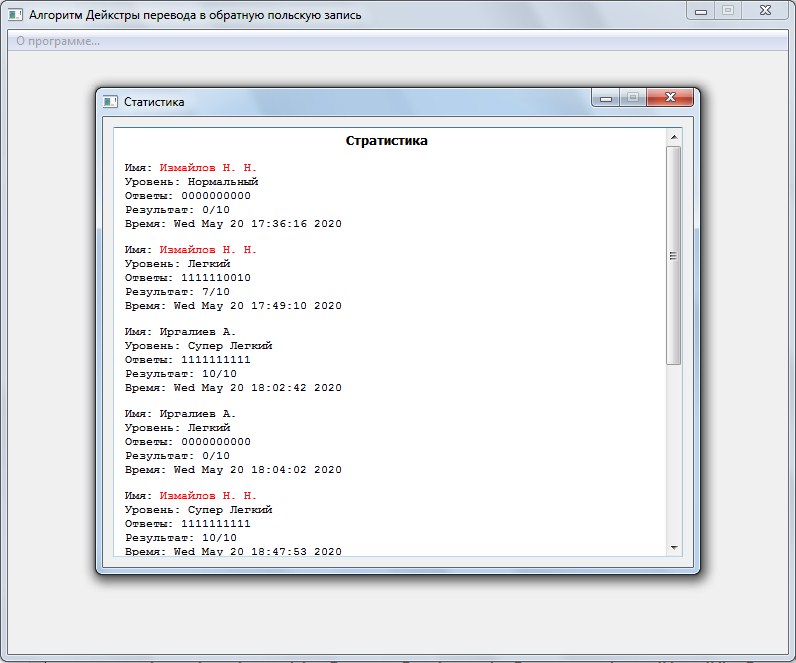 Алгоритм Дейкстры перевода в обратную польскую запись
О программе...
Статистика
Стратистика
Имя: Измайлов Н. Н.
Уровень: Нормальный
Ответы: 0000000000
Результат: 0/10
Время: Wed May 20 17:36:16 2020
Имя: Измайлов Н. Н.
Уровень: Легкий
Ответы: 1111110010
Результат: 7/10
Время: Wed May 20 17:49:10 2020
Имя: Иргалиев А.
Уровень: Супер Легкий
Ответы: 1111111111
Результат: 10/10
Время: Wed May 20 18:02:42 2020
Имя: Иргалиев А.
Уровень: Легкий
Ответы: 0000000000
Результат: 0/10
Время: Wed May 20 18:04:02 2020
Имя: Измайлов Н. Н.
Уровень: Супер Легкий
Ответы: 1111111111
Результат: 10/10
Время: Wed May 20 18:47:53 2020